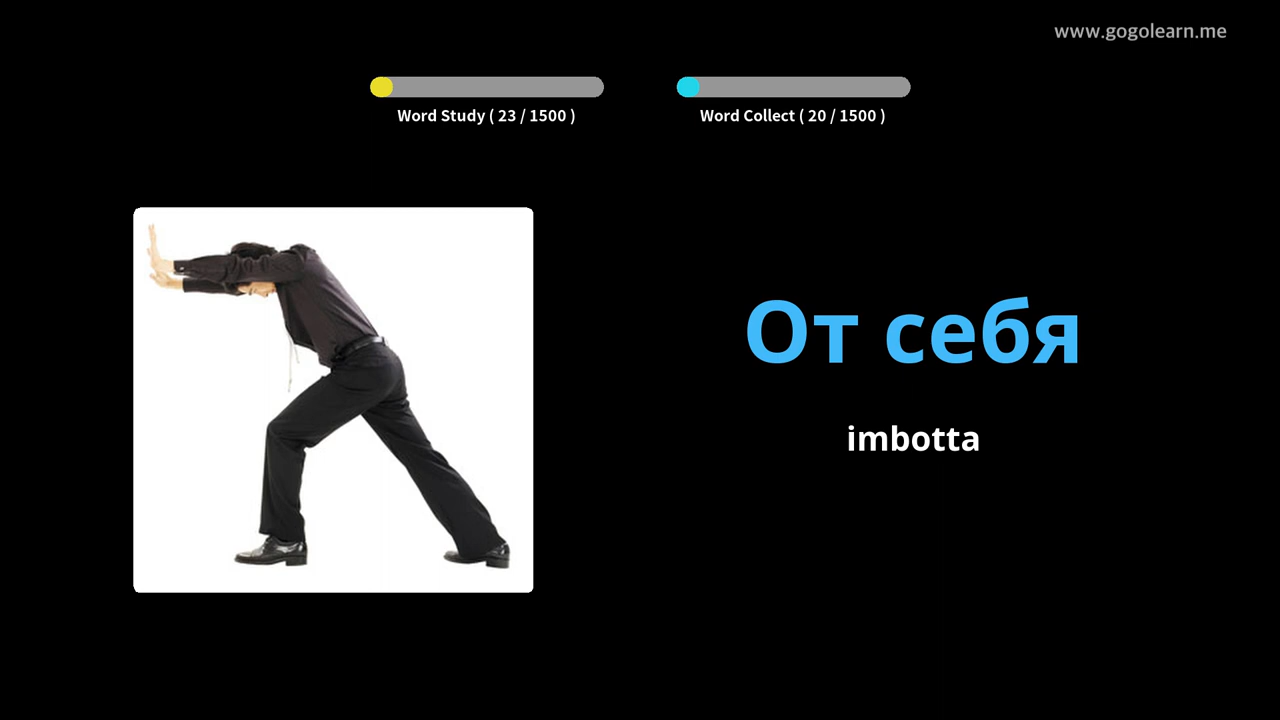 www.gogolearn.me
Word Study ( 23 / 1500 )
Word Collect ( 20 / 1500 )
От себя
imbotta